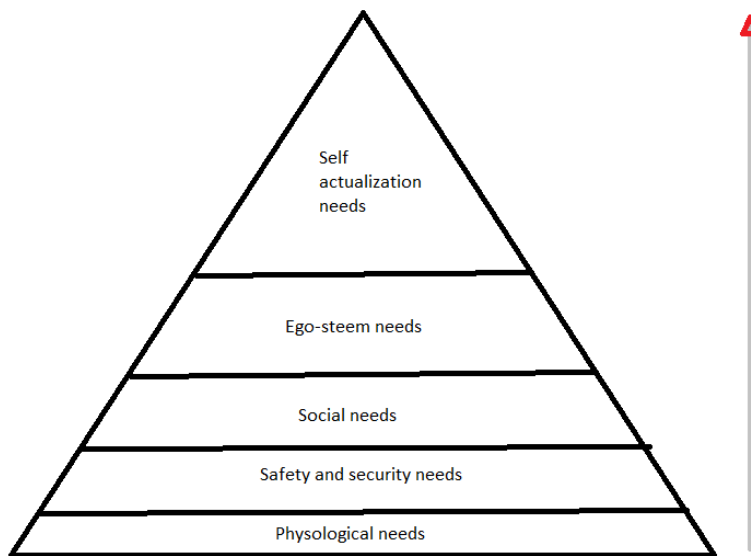 Self
actualization
needs
Ego-steem needs
Social needs
Safety and security needs
Physological needs